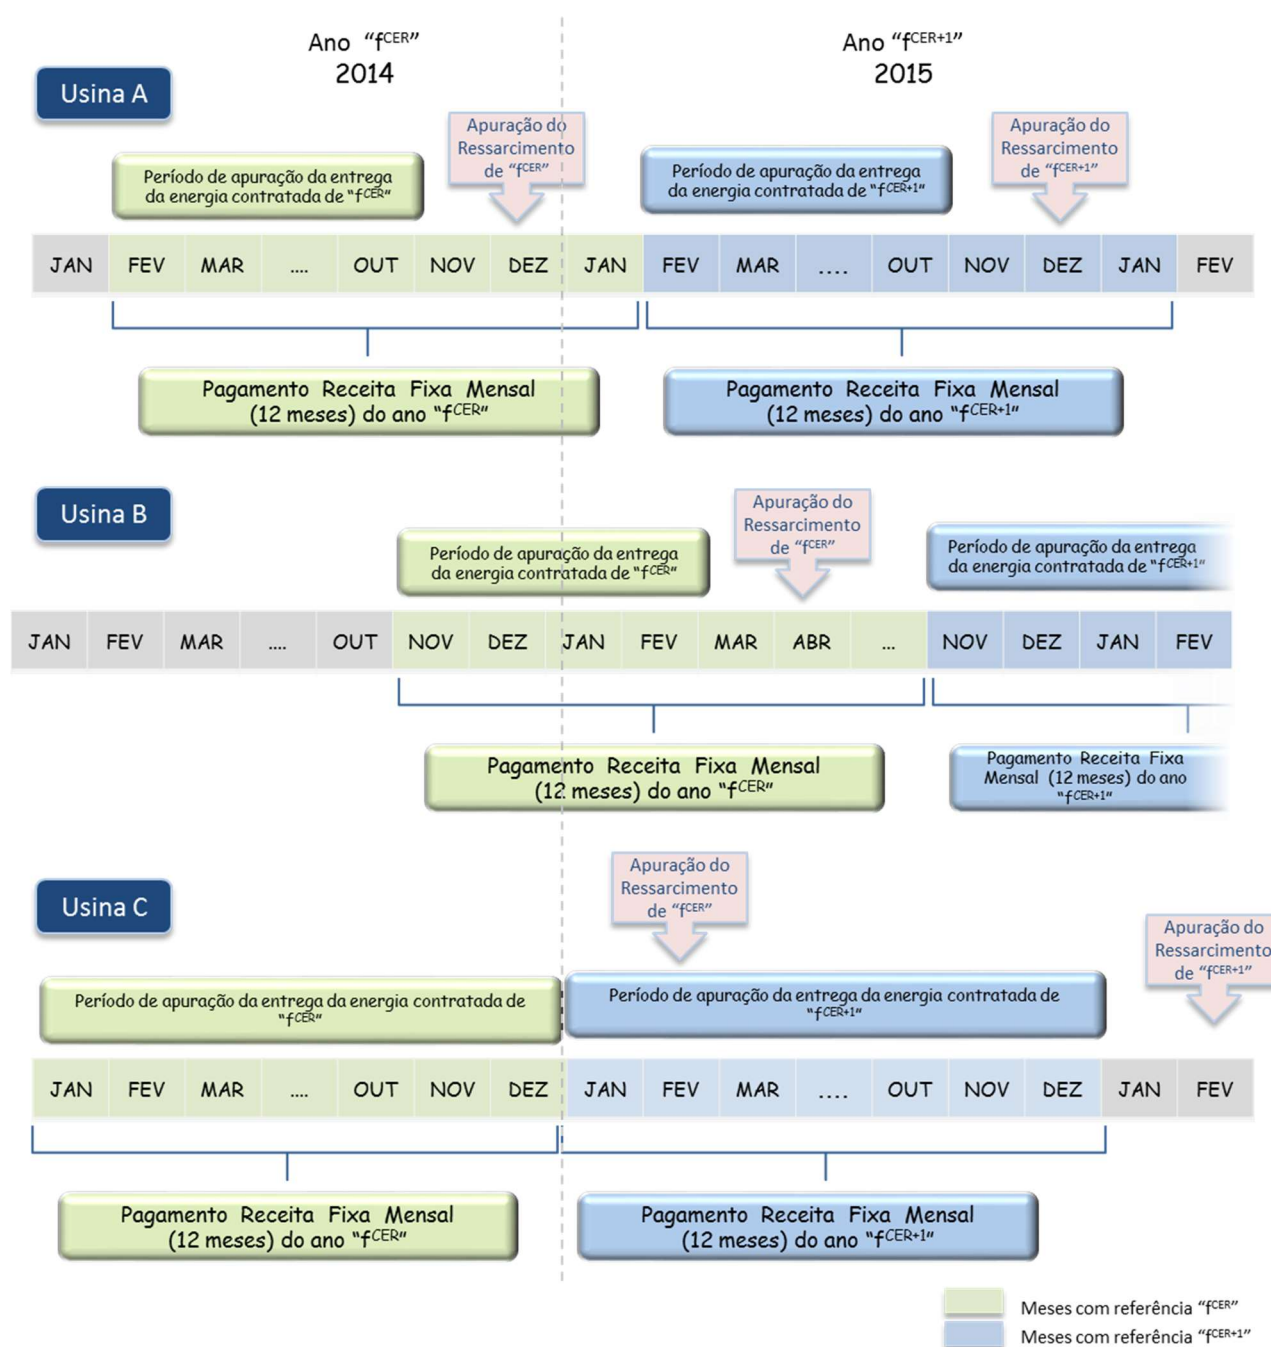 Ano “fCER”
2014
Ano “fCER+1”
2015
Usina A
Apuração do
Ressarcimento
de “fCER”
Apuração do
Ressarcimento
de “fCER+1”
Período de apuração da entrega
da energia contratada de “fCER”
Período de apuração da entrega
da energia contratada de “fCER+1”
JAN FEV MAR .... OUT NOV DEZ JAN FEV MAR .... OUT NOV DEZ JAN FEV
Pagamento Receita Fixa Mensal
(12 meses) do ano “fCER”
Pagamento Receita Fixa Mensal
(12 meses) do ano “fCER+1”
Usina B
Apuração do
Ressarcimento
de “fCER”
Período de apuração da entrega
da energia contratada de “fCER”
Período de apuração da entrega
da energia contratada de “fCER+1”
JAN FEV MAR .... OUT NOV DEZ JAN FEV MAR ABR ... NOV DEZ JAN FEV
Pagamento Receita Fixa Mensal
(12 meses) do ano “fCER”
Pagamento Receita Fixa
Mensal (12 meses) do ano
“fCER+1”
Usina C
Apuração do
Ressarcimento
de “fCER”
Apuração do
Ressarcimento
de “fCER+1”
Período de apuração da entrega da energia contratada de
“fCER”
Período de apuração da entrega da energia contratada de
“fCER+1”
JAN FEV MAR .... OUT NOV DEZ JAN FEV MAR .... OUT NOV DEZ JAN FEV
Pagamento Receita Fixa Mensal
(12 meses) do ano “fCER”
Pagamento Receita Fixa Mensal
(12 meses) do ano “fCER+1”
Meses com referência “fCER”
Meses com referência “fCER+1”